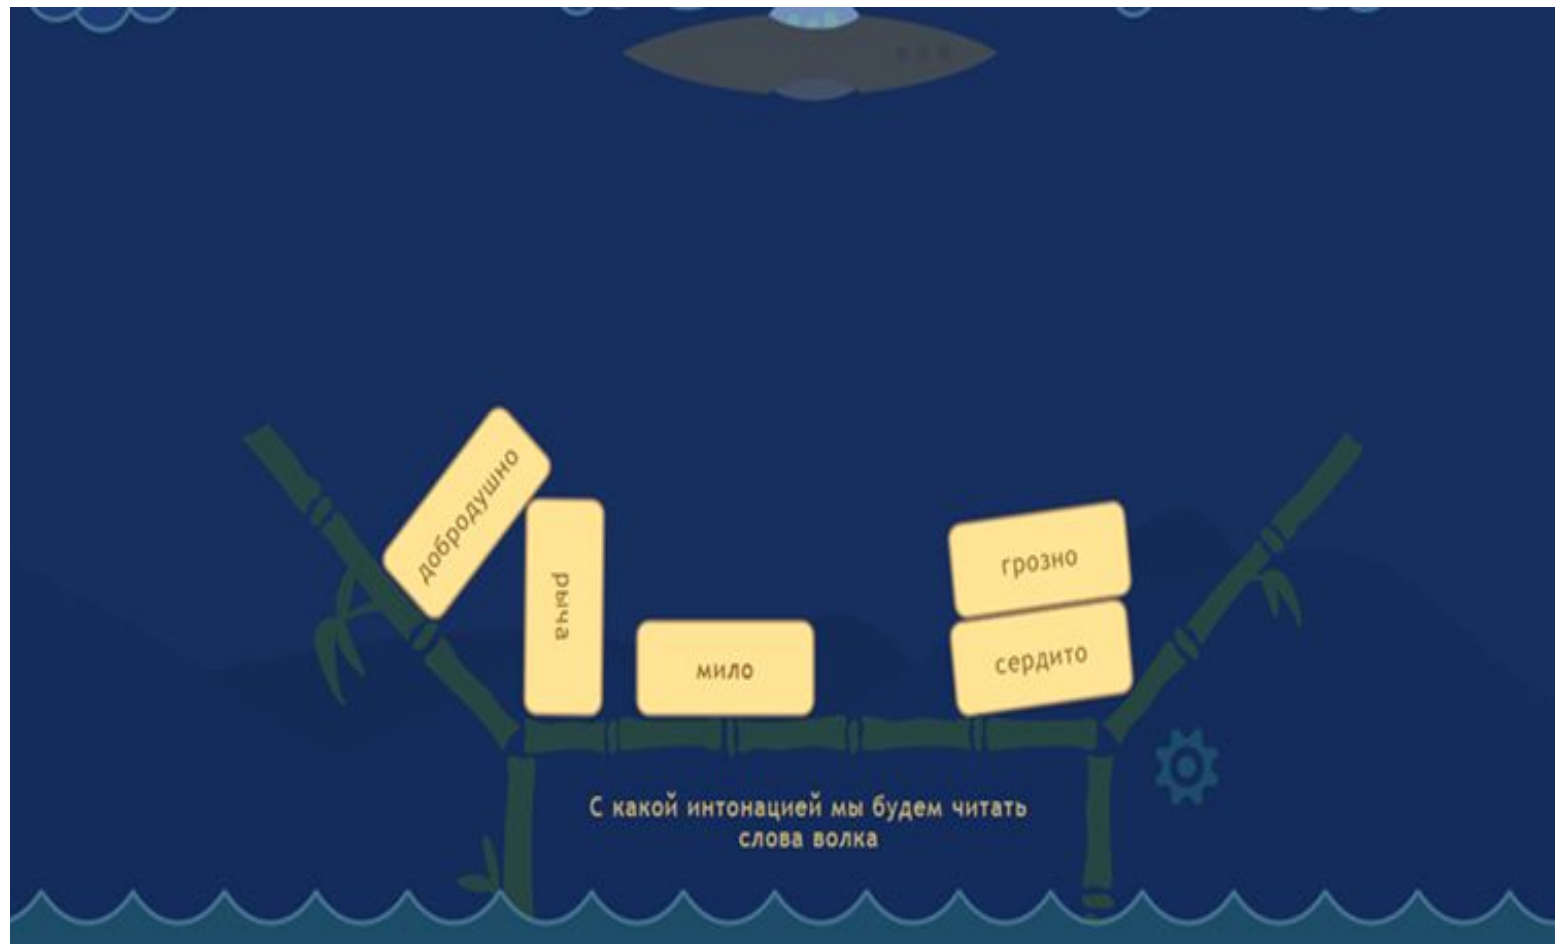 добродушно
рыча
мило
грозно
сердито
С какой интонацией мы будем читать
слова волка